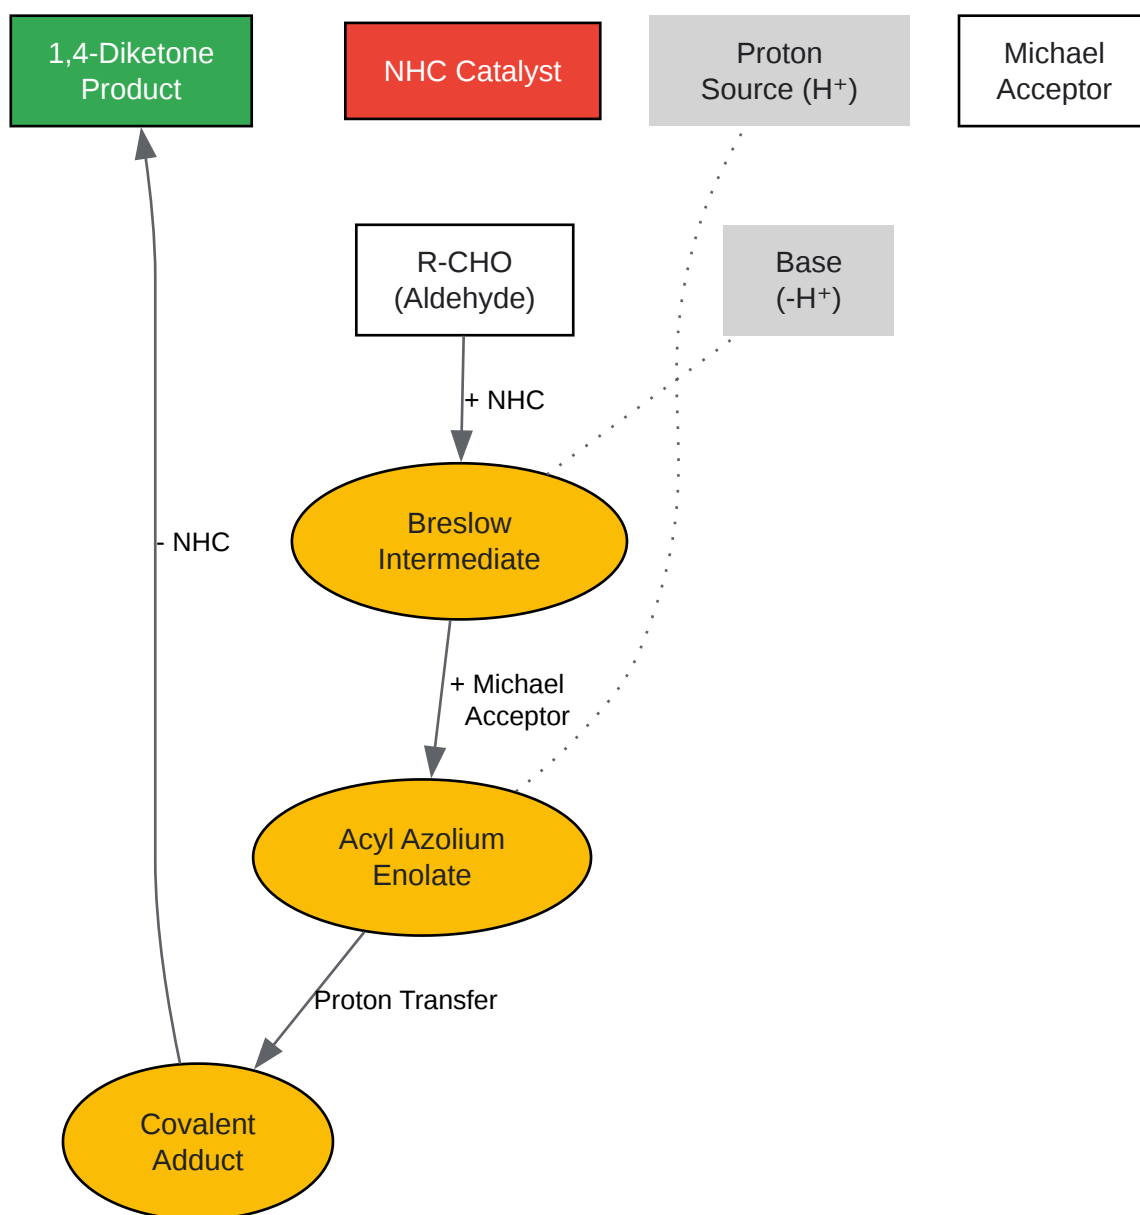 1,4-Diketone
Product
NHC Catalyst
Proton
Source (H⁺)
Michael
Acceptor
R-CHO
(Aldehyde)
Base
(-H⁺)
+ NHC
Breslow
Intermediate
- NHC
+ Michael
Acceptor
Acyl Azolium
Enolate
Proton Transfer
Covalent
Adduct